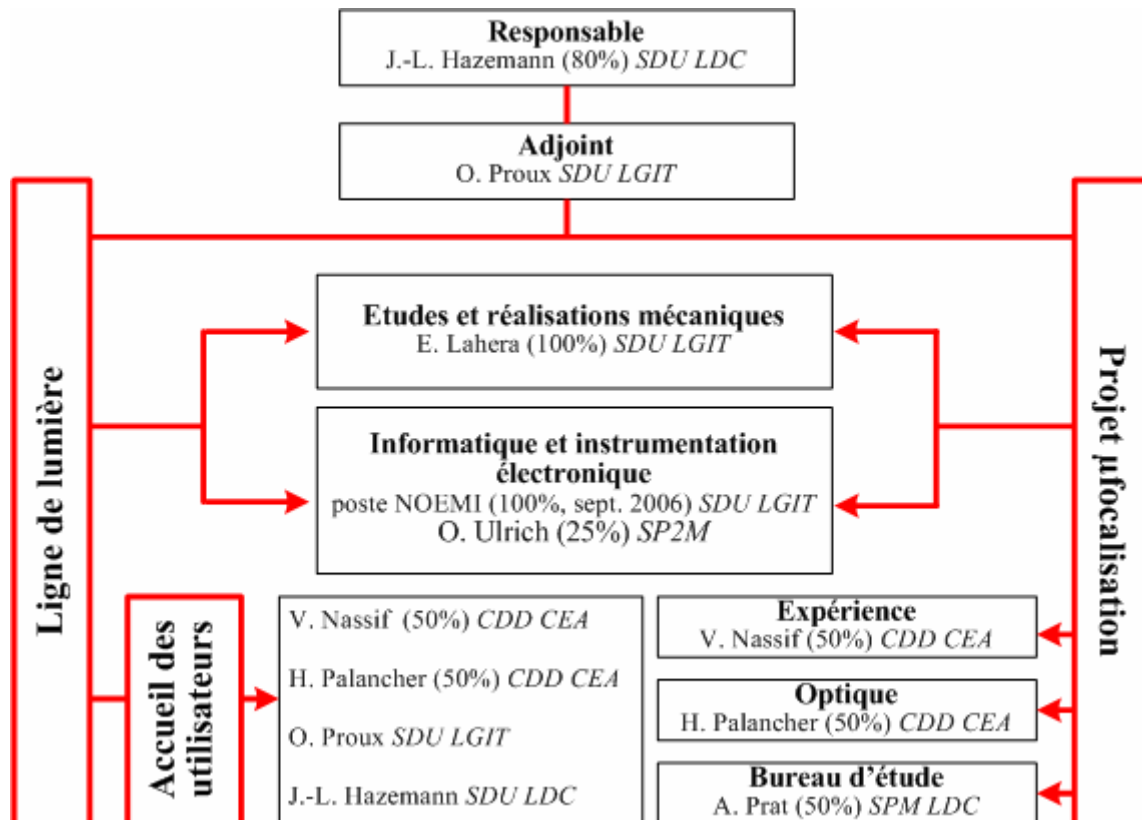 Responsable
J.-L. Hazemann (80%) SDU LDC
Adjoint
O. Proux SDU LGIT
Ligne de lumière
Projet µfocalisation
Etudes et réalisations mécaniques
E. Lahera (100%) SDU LGIT
Informatique et instrumentation
électronique
poste NOEMI (100%, sept. 2006) SDU LGIT
O. Ulrich (25%) SP2M
Accueil des
utilisateurs
V. Nassif (50%) CDD CEA
H. Palancher (50%) CDD CEA
O. Proux SDU LGIT
J.-L. Hazemann SDU LDC
Expérience
V. Nassif (50%) CDD CEA
Optique
H. Palancher (50%) CDD CEA
Bureau d'étude
A. Prat (50%) SPM LDC